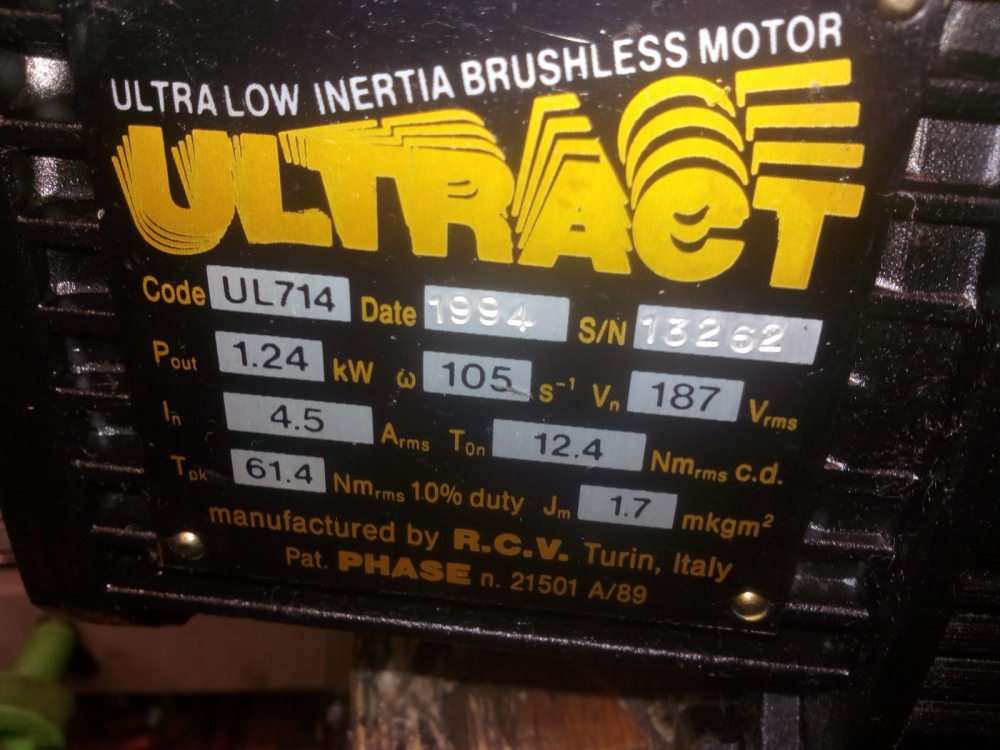 ULTRA LOW INERTIA BRUSHLESS MOTOR
ULTRACT
Code UL714 Date 1994 S/N 13262
Pout 1.24 kW ω 105 s⁻¹ Vn 187 Vrms
In 4.5 Arms T0n 12.4 Nmrms c.d.
Tpk 61.4 Nmrms 10% duty Jm 1.7 mkgm²
manufactured by R.C.V. Turin, Italy
Pat. PHASE n. 21501 A/89